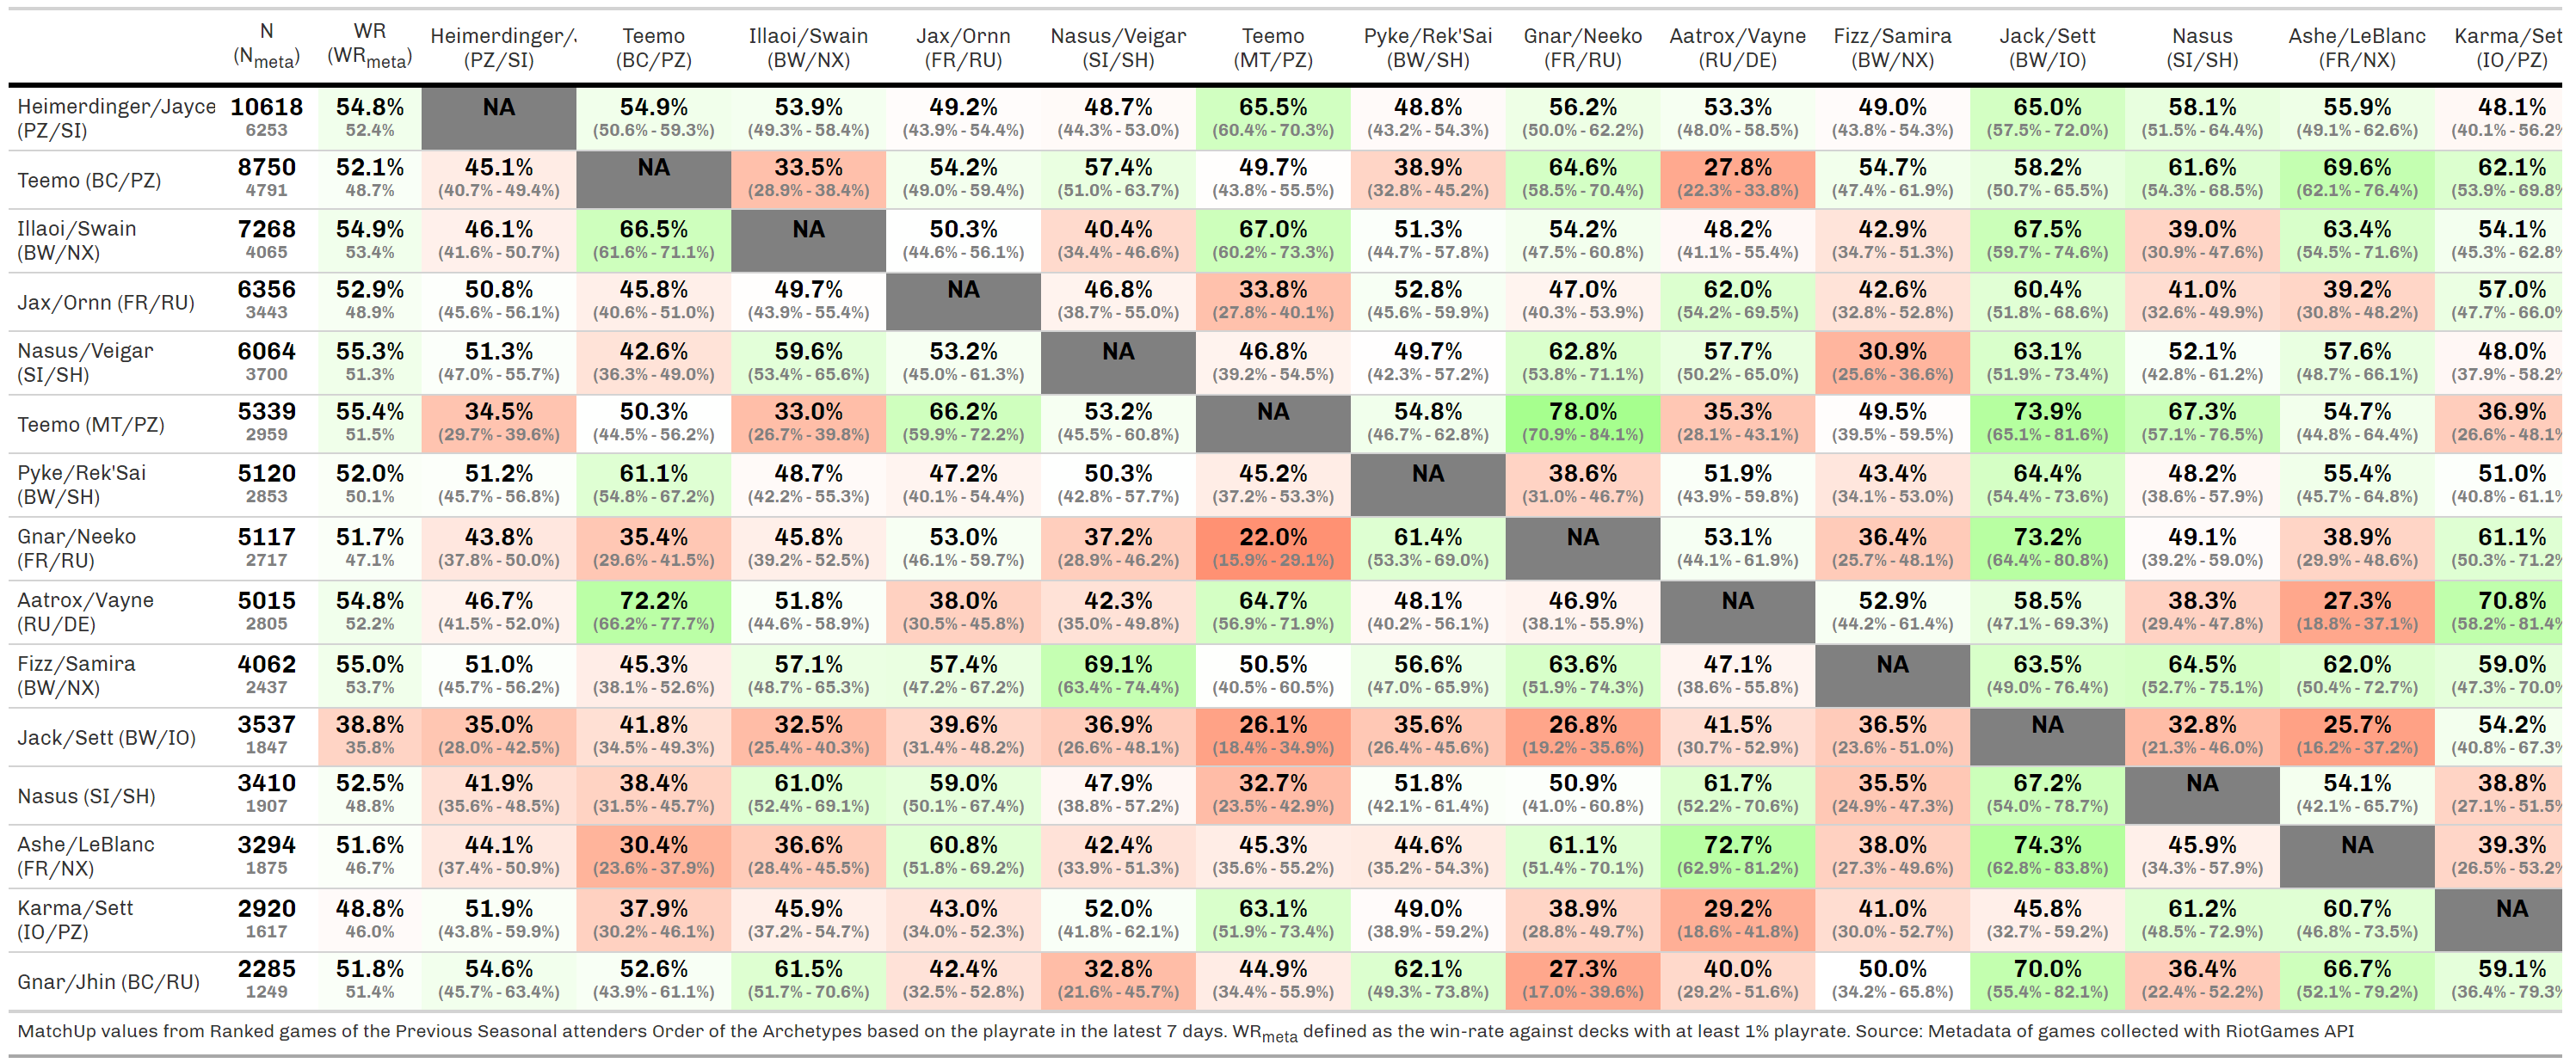 N WR Heimerdinger/J Teemo Illaoi/Swain Jax/Ornn Nasus/Veigar Teemo Pyke/Rek'Sai Gnar/Neeko Aatrox/Vayne Fizz/Samira Jack/Sett Nasus Ashe/LeBlanc Karma/Set
(Nmeta) (WRmeta) (PZ/SI) (BC/PZ) (BW/NX) (FR/RU) (SI/SH) (MT/PZ) (BW/SH) (FR/RU) (RU/DE) (BW/NX) (BW/IO) (SI/SH) (FR/NX) (IO/PZ)
Heimerdinger/Jayce 10618 54.8% NA 54.9% 53.9% 49.2% 48.7% 65.5% 48.8% 56.2% 53.3% 49.0% 65.0% 58.1% 55.9% 48.1%
(PZ/SI) 6253 52.4% (50.6% - 59.3%) (49.3% - 58.4%) (43.9% - 54.4%) (44.3% - 53.0%) (60.4% - 70.3%) (43.2% - 54.3%) (50.0% - 62.2%) (48.0% - 58.5%) (43.8% - 54.3%) (57.5% - 72.0%) (51.5% - 64.4%) (49.1% - 62.6%) (40.1% - 56.2%
Teemo (BC/PZ) 8750 52.1% 45.1% NA 33.5% 54.2% 57.4% 49.7% 38.9% 64.6% 27.8% 54.7% 58.2% 61.6% 69.6% 62.1%
4791 48.7% (40.7% - 49.4%) (28.9% - 38.4%) (49.0% - 59.4%) (51.0% - 63.7%) (43.8% - 55.5%) (32.8% - 45.2%) (58.5% - 70.4%) (22.3% - 33.8%) (47.4% - 61.9%) (50.7% - 65.5%) (54.3% - 68.5%) (62.1% - 76.4%) (53.9% - 69.8%
Illaoi/Swain 7268 54.9% 46.1% 66.5% NA 50.3% 40.4% 67.0% 51.3% 54.2% 48.2% 42.9% 67.5% 39.0% 63.4% 54.1%
(BW/NX) 4065 53.4% (41.6% - 50.7%) (61.6% - 71.1%) (44.6% - 56.1%) (34.4% - 46.6%) (60.2% - 73.3%) (44.7% - 57.8%) (47.5% - 60.8%) (41.1% - 55.4%) (34.7% - 51.3%) (59.7% - 74.6%) (30.9% - 47.6%) (54.5% - 71.6%) (45.3% - 62.8%
Jax/Ornn (FR/RU) 6356 52.9% 50.8% 45.8% 49.7% NA 46.8% 33.8% 52.8% 47.0% 62.0% 42.6% 60.4% 41.0% 39.2% 57.0%
3443 48.9% (45.6% - 56.1%) (40.6% - 51.0%) (43.9% - 55.4%) (38.7% - 55.0%) (27.8% - 40.1%) (45.6% - 59.9%) (40.3% - 53.9%) (54.2% - 69.5%) (32.8% - 52.8%) (51.8% - 68.6%) (32.6% - 49.9%) (30.8% - 48.2%) (47.7% - 66.0%
Nasus/Veigar 6064 55.3% 51.3% 42.6% 59.6% 53.2% NA 46.8% 49.7% 62.8% 57.7% 30.9% 63.1% 52.1% 57.6% 48.0%
(SI/SH) 3700 51.3% (47.0% - 55.7%) (36.3% - 49.0%) (53.4% - 65.6%) (45.0% - 61.3%) (39.2% - 54.5%) (42.3% - 57.2%) (53.8% - 71.1%) (50.2% - 65.0%) (25.6% - 36.6%) (51.9% - 73.4%) (42.8% - 61.2%) (48.7% - 66.1%) (37.9% - 58.2%
Teemo (MT/PZ) 5339 55.4% 34.5% 50.3% 33.0% 66.2% 53.2% NA 54.8% 78.0% 35.3% 49.5% 73.9% 67.3% 54.7% 36.9%
2959 51.5% (29.7% - 39.6%) (44.5% - 56.2%) (26.7% - 39.8%) (59.9% - 72.2%) (45.5% - 60.8%) (46.7% - 62.8%) (70.9% - 84.1%) (28.1% - 43.1%) (39.5% - 59.5%) (65.1% - 81.6%) (57.1% - 76.5%) (44.8% - 64.4%) (26.6% - 48.1%
Pyke/Rek'Sai 5120 52.0% 51.2% 61.1% 48.7% 47.2% 50.3% 45.2% NA 38.6% 51.9% 43.4% 64.4% 48.2% 55.4% 51.0%
(BW/SH) 2853 50.1% (45.7% - 56.8%) (54.8% - 67.2%) (42.2% - 55.3%) (40.1% - 54.4%) (42.8% - 57.7%) (37.2% - 53.3%) (31.0% - 46.7%) (43.9% - 59.8%) (34.1% - 53.0%) (54.4% - 73.6%) (38.6% - 57.9%) (45.7% - 64.8%) (40.8% - 61.1%
Gnar/Neeko 5117 51.7% 43.8% 35.4% 45.8% 53.0% 37.2% 22.0% 61.4% NA 53.1% 36.4% 73.2% 49.1% 38.9% 61.1%
(FR/RU) 2717 47.1% (37.8% - 50.0%) (29.6% - 41.5%) (39.2% - 52.5%) (46.1% - 59.7%) (28.9% - 46.2%) (15.9% - 29.1%) (53.3% - 69.0%) (44.1% - 61.9%) (25.7% - 48.1%) (64.4% - 80.8%) (39.2% - 59.0%) (29.9% - 48.6%) (50.3% - 71.2%
Aatrox/Vayne 5015 54.8% 46.7% 72.2% 51.8% 38.0% 42.3% 64.7% 48.1% 46.9% NA 52.9% 58.5% 38.3% 27.3% 70.8%
(RU/DE) 2805 52.2% (41.5% - 52.0%) (66.2% - 77.7%) (44.6% - 58.9%) (30.5% - 45.8%) (35.0% - 49.8%) (56.9% - 71.9%) (40.2% - 56.1%) (38.1% - 55.9%) (44.2% - 61.4%) (47.1% - 69.3%) (29.4% - 47.8%) (18.8% - 37.1%) (58.2% - 81.4%
Fizz/Samira 4062 55.0% 51.0% 45.3% 57.1% 57.4% 69.1% 50.5% 56.6% 63.6% 47.1% NA 63.5% 64.5% 62.0% 59.0%
(BW/NX) 2437 53.7% (45.7% - 56.2%) (38.1% - 52.6%) (48.7% - 65.3%) (47.2% - 67.2%) (63.4% - 74.4%) (40.5% - 60.5%) (47.0% - 65.9%) (51.9% - 74.3%) (38.6% - 55.8%) (49.0% - 76.4%) (52.7% - 75.1%) (50.4% - 72.7%) (47.3% - 70.0%
Jack/Sett (BW/IO) 3537 38.8% 35.0% 41.8% 32.5% 39.6% 36.9% 26.1% 35.6% 26.8% 41.5% 36.5% NA 32.8% 25.7% 54.2%
1847 35.8% (28.0% - 42.5%) (34.5% - 49.3%) (25.4% - 40.3%) (31.4% - 48.2%) (26.6% - 48.1%) (18.4% - 34.9%) (26.4% - 45.6%) (19.2% - 35.6%) (30.7% - 52.9%) (23.6% - 51.0%) (21.3% - 46.0%) (16.2% - 37.2%) (40.8% - 67.3%
Nasus (SI/SH) 3410 52.5% 41.9% 38.4% 61.0% 59.0% 47.9% 32.7% 51.8% 50.9% 61.7% 35.5% 67.2% NA 54.1% 38.8%
1907 48.8% (35.6% - 48.5%) (31.5% - 45.7%) (52.4% - 69.1%) (50.1% - 67.4%) (38.8% - 57.2%) (23.5% - 42.9%) (42.1% - 61.4%) (41.0% - 60.8%) (52.2% - 70.6%) (24.9% - 47.3%) (54.0% - 78.7%) (42.1% - 65.7%) (27.1% - 51.5%
Ashe/LeBlanc 3294 51.6% 44.1% 30.4% 36.6% 60.8% 42.4% 45.3% 44.6% 61.1% 72.7% 38.0% 74.3% 45.9% NA 39.3%
(FR/NX) 1875 46.7% (37.4% - 50.9%) (23.6% - 37.9%) (28.4% - 45.5%) (51.8% - 69.2%) (33.9% - 51.3%) (35.6% - 55.2%) (35.2% - 54.3%) (51.4% - 70.1%) (62.9% - 81.2%) (27.3% - 49.6%) (62.8% - 83.8%) (34.3% - 57.9%) (26.5% - 53.2%
Karma/Sett 2920 48.8% 51.9% 37.9% 45.9% 43.0% 52.0% 63.1% 49.0% 38.9% 29.2% 41.0% 45.8% 61.2% 60.7% NA
(IO/PZ) 1617 46.0% (43.8% - 59.9%) (30.2% - 46.1%) (37.2% - 54.7%) (34.0% - 52.3%) (41.8% - 62.1%) (51.9% - 73.4%) (38.9% - 59.2%) (28.8% - 49.7%) (18.6% - 41.8%) (30.0% - 52.7%) (32.7% - 59.2%) (48.5% - 72.9%) (46.8% - 73.5%)
Gnar/Jhin (BC/RU) 2285 51.8% 54.6% 52.6% 61.5% 42.4% 32.8% 44.9% 62.1% 27.3% 40.0% 50.0% 70.0% 36.4% 66.7% 59.1%
1249 51.4% (45.7% - 63.4%) (43.9% - 61.1%) (51.7% - 70.6%) (32.5% - 52.8%) (21.6% - 45.7%) (34.4% - 55.9%) (49.3% - 73.8%) (17.0% - 39.6%) (29.2% - 51.6%) (34.2% - 65.8%) (55.4% - 82.1%) (22.4% - 52.2%) (52.1% - 79.2%) (36.4% - 79.3%
MatchUp values from Ranked games of the Previous Seasonal attenders Order of the Archetypes based on the playrate in the latest 7 days. WRmeta defined as the win-rate against decks with at least 1% playrate. Source: Metadata of games collected with RiotGames API